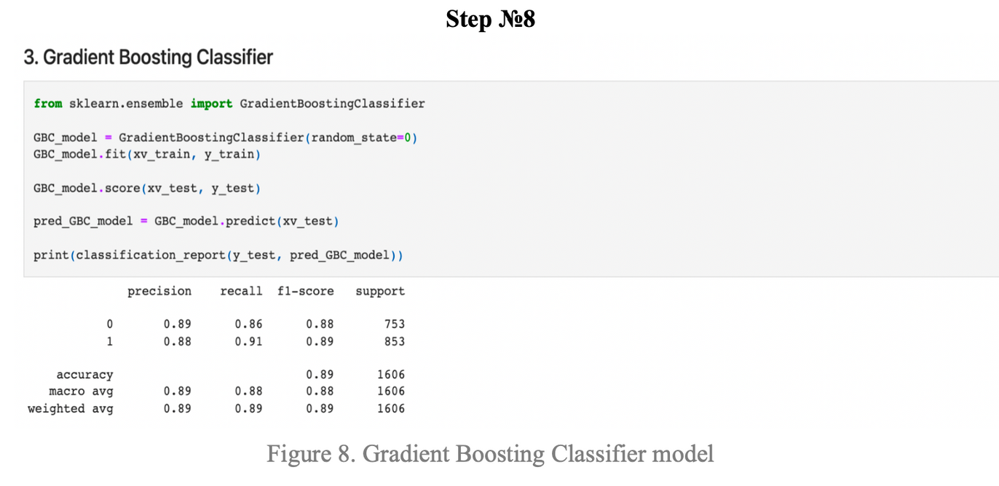 Step №8
3. Gradient Boosting Classifier
from sklearn.ensemble import GradientBoostingClassifier
GBC_model = GradientBoostingClassifier(random_state=0)
GBC_model.fit(xv_train, y_train)
GBC_model.score(xv_test, y_test)
pred_GBC_model = GBC_model.predict(xv_test)
print(classification_report(y_test, pred_GBC_model))
precision recall f1-score support
0 0.89 0.86 0.88 753
1 0.88 0.91 0.89 853
accuracy 0.89 1606
macro avg 0.89 0.88 0.88 1606
weighted avg 0.89 0.89 0.89 1606
Figure 8. Gradient Boosting Classifier model